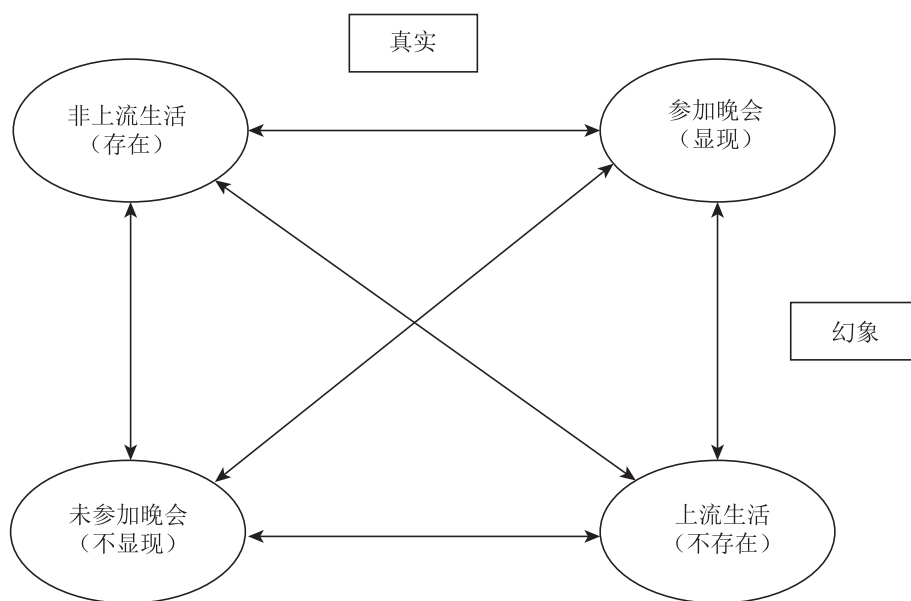 真实
非上流生活
（存在）
参加晚会
（显现）
幻象
未参加晚会
（不显现）
上流生活
（不存在）